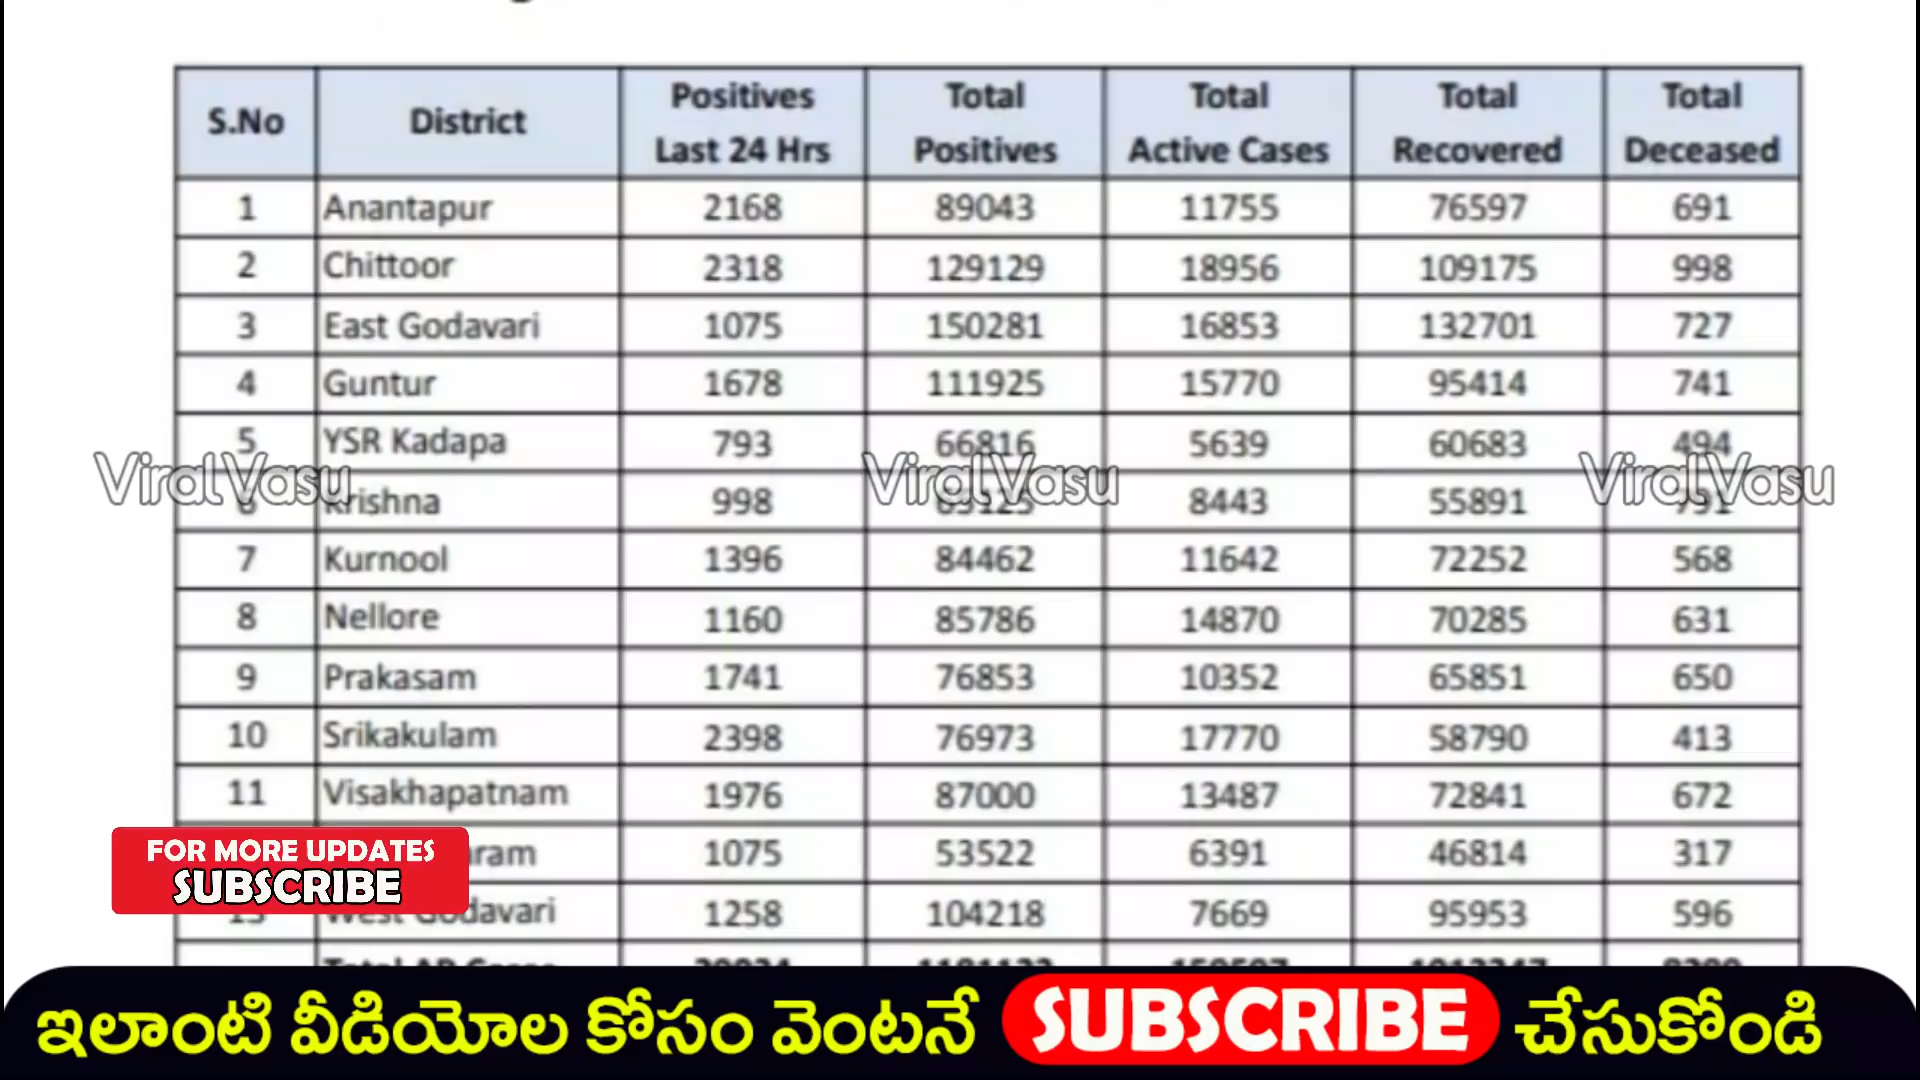 S.No District Positives Last 24 Hrs Total Positives Total Active Cases Total Recovered Total Deceased
1 Anantapur 2168 89043 11755 76597 691
2 Chittoor 2318 129129 18956 109175 998
3 East Godavari 1075 150281 16853 132701 727
4 Guntur 1678 111925 15770 95414 741
5 YSR Kadapa 793 66816 5639 60683 494
Krishna 998 8443 55891 791
ViralVasu ViralVasu ViralVasu
7 Kurnool 1396 84462 11642 72252 568
8 Nellore 1160 85786 14870 70285 631
9 Prakasam 1741 76853 10352 65851 650
10 Srikakulam 2398 76973 17770 58790 413
11 Visakhapatnam 1976 87000 13487 72841 672
1075 53522 6391 46814 317
West Godavari 1258 104218 7669 95953 596
FOR MORE UPDATES
SUBSCRIBE
ఇలాంటి వీడియోల కోసం వెంటనే SUBSCRIBE చేసుకోండి